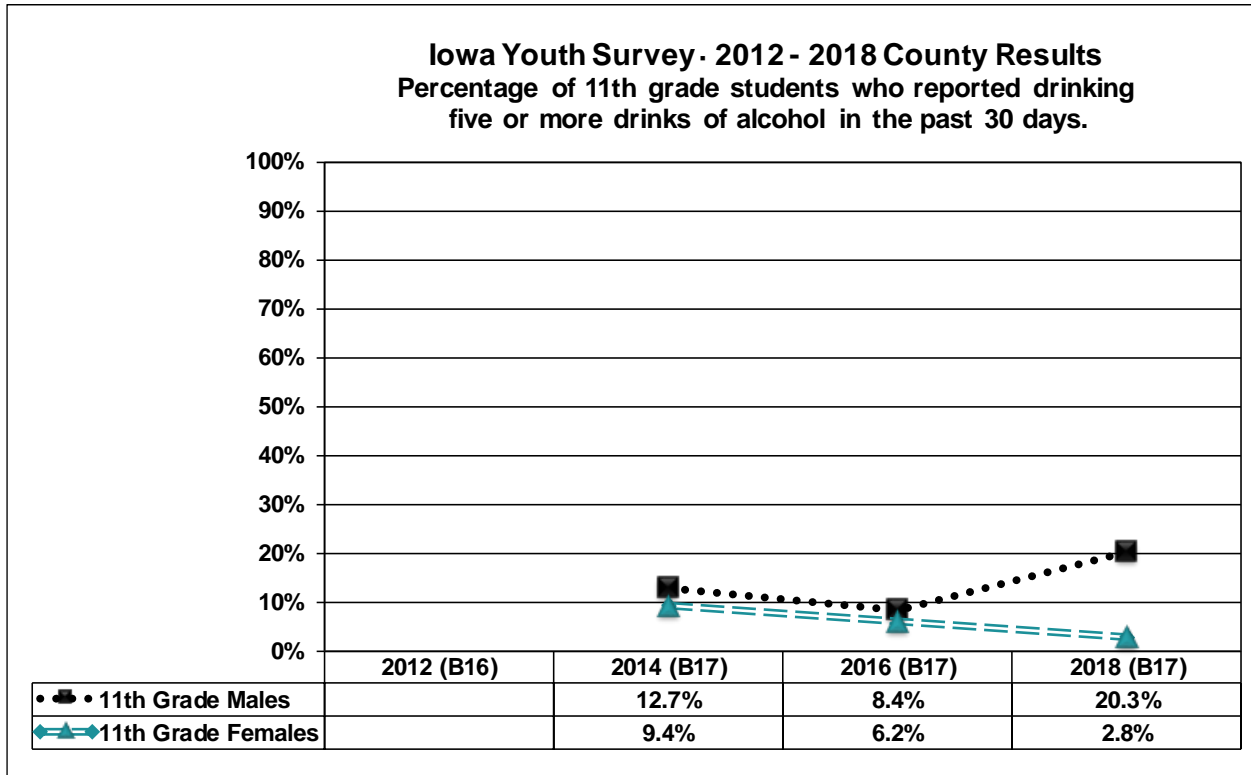 Iowa Youth Survey · 2012 - 2018 County Results
Percentage of 11th grade students who reported drinking
five or more drinks of alcohol in the past 30 days.
100%
90%
80%
70%
60%
50%
40%
30%
20%
10%
0%
2012 (B16) 2014 (B17) 2016 (B17) 2018 (B17)
11th Grade Males 12.7% 8.4% 20.3%
11th Grade Females 9.4% 6.2% 2.8%